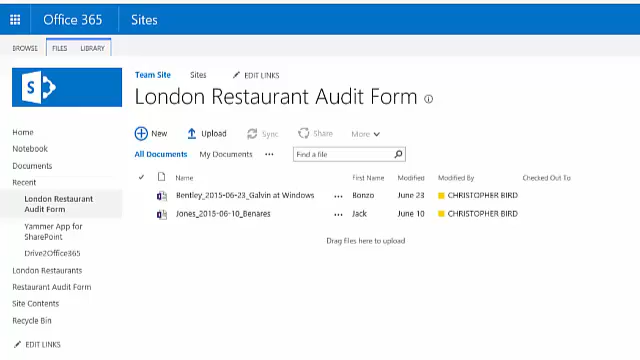 Office 365 Sites
BROWSE FILES LIBRARY
S
Team Site Sites EDIT LINKS
London Restaurant Audit Form
New Upload Sync Share More
All Documents My Documents ... Find a file
Name First Name Modified Modified By Checked Out To
Bentley_2015-06-23_Galvin at Windows ... Bonzo June 23 CHRISTOPHER BIRD
Jones_2015-06-10_Benares ... Jack June 10 CHRISTOPHER BIRD
Drag files here to upload
Home
Notebook
Documents
Recent
London Restaurant
Audit Form
Yammer App for
SharePoint
Drive2Office365
London Restaurants
Restaurant Audit Form
Site Contents
Recycle Bin
EDIT LINKS